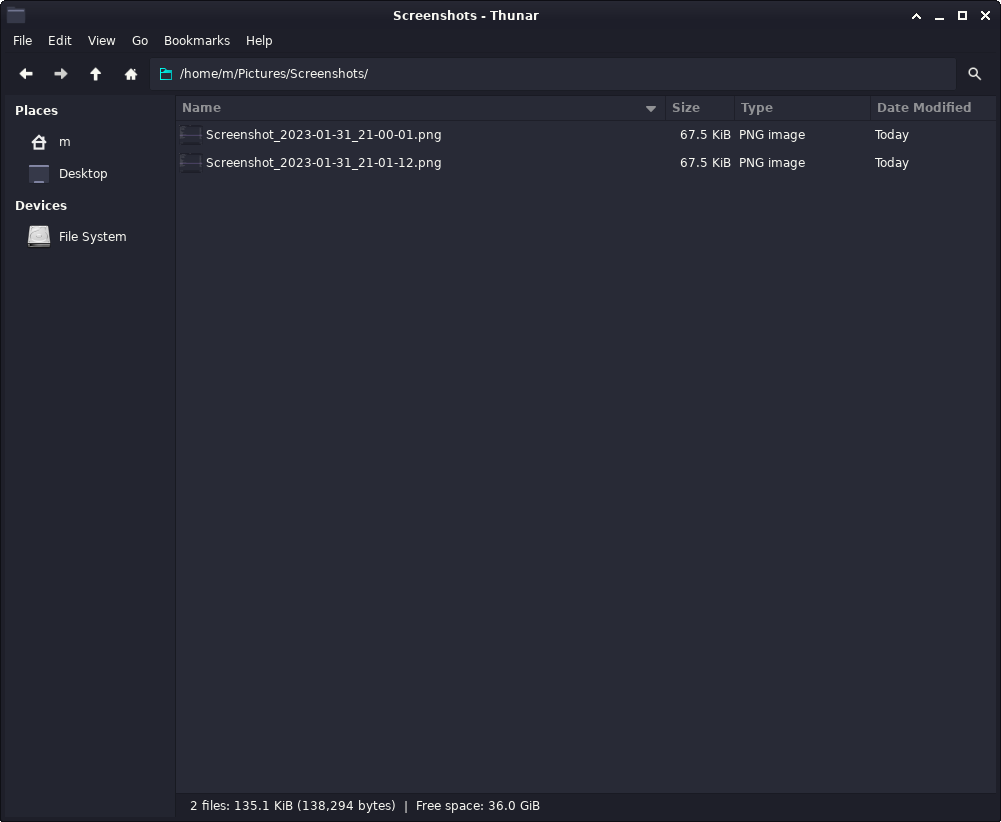 Screenshots - Thunar
File Edit View Go Bookmarks Help
/home/m/Pictures/Screenshots/
Places
m
Desktop
Devices
File System
Name Size Type Date Modified
Screenshot_2023-01-31_21-00-01.png 67.5 KiB PNG image Today
Screenshot_2023-01-31_21-01-12.png 67.5 KiB PNG image Today
2 files: 135.1 KiB (138,294 bytes) | Free space: 36.0 GiB